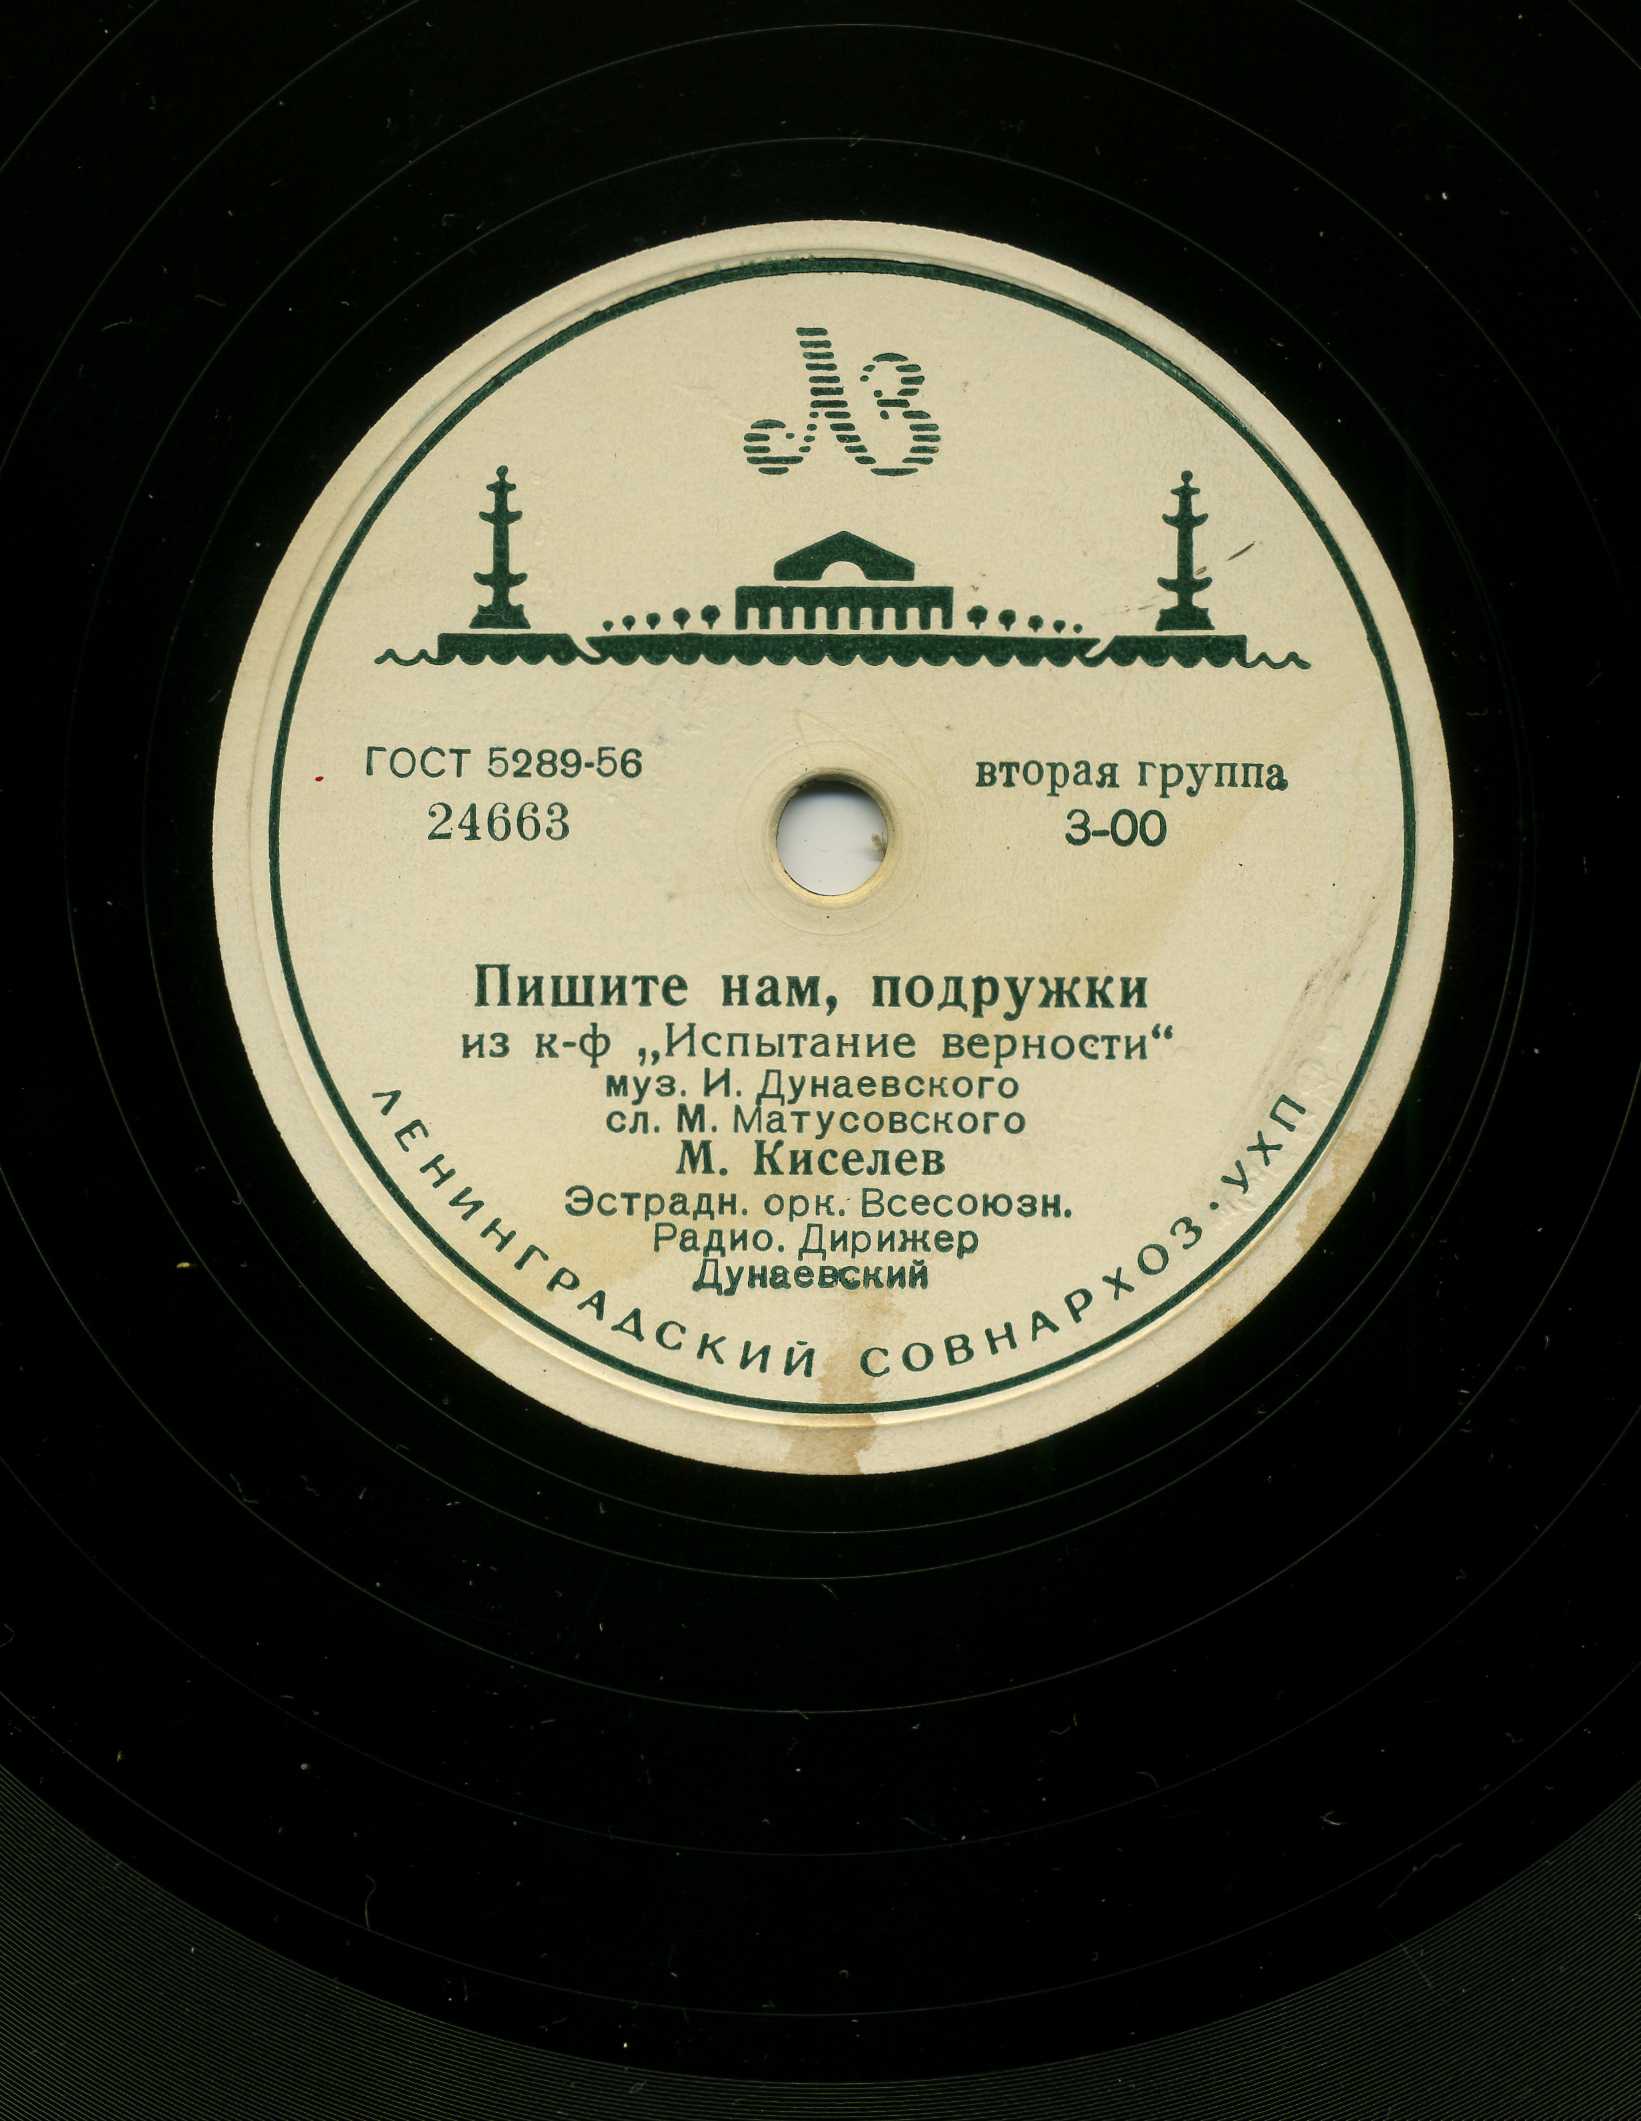 ЛЗ
ГОСТ 5289-56
24663
вторая группа
3-00
Пишите нам, подружки
из к-ф „Испытание верности“
муз. И. Дунаевского
сл. М. Матусовского
М. Киселев
Эстрадн. орк. Всесоюзн.
Радио. Дирижер
Дунаевский
ЛЕНИНГРАДСКИЙ СОВНАРХОЗ · УХП